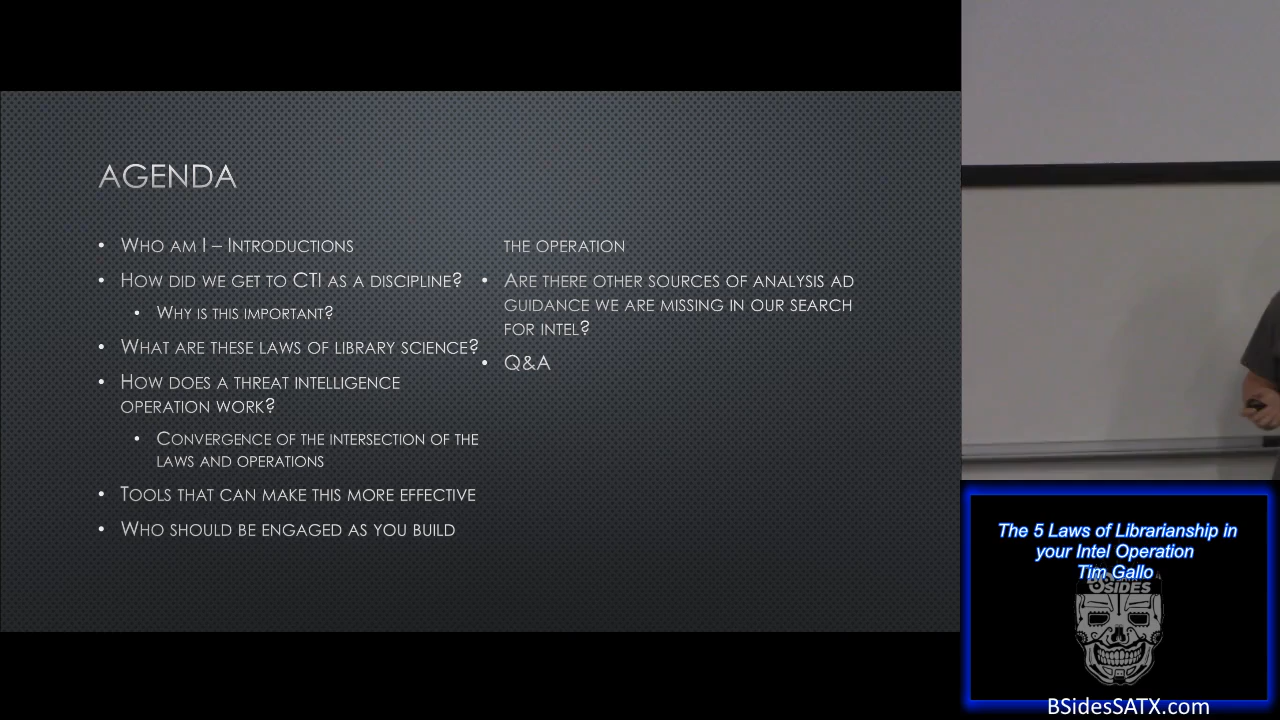 AGENDA
• Who am I – Introductions
• How did we get to CTI as a discipline?
• Why is this important?
• What are these laws of library science?
• How does a threat intelligence
operation work?
• Convergence of the intersection of the
laws and operations
• Tools that can make this more effective
• Who should be engaged as you build
the operation
• Are there other sources of analysis ad
guidance we are missing in our search
for intel?
• Q&A
The 5 Laws of Librarianship in
your Intel Operation
Tim Gallo
BSIDES
BSidesSATX.com